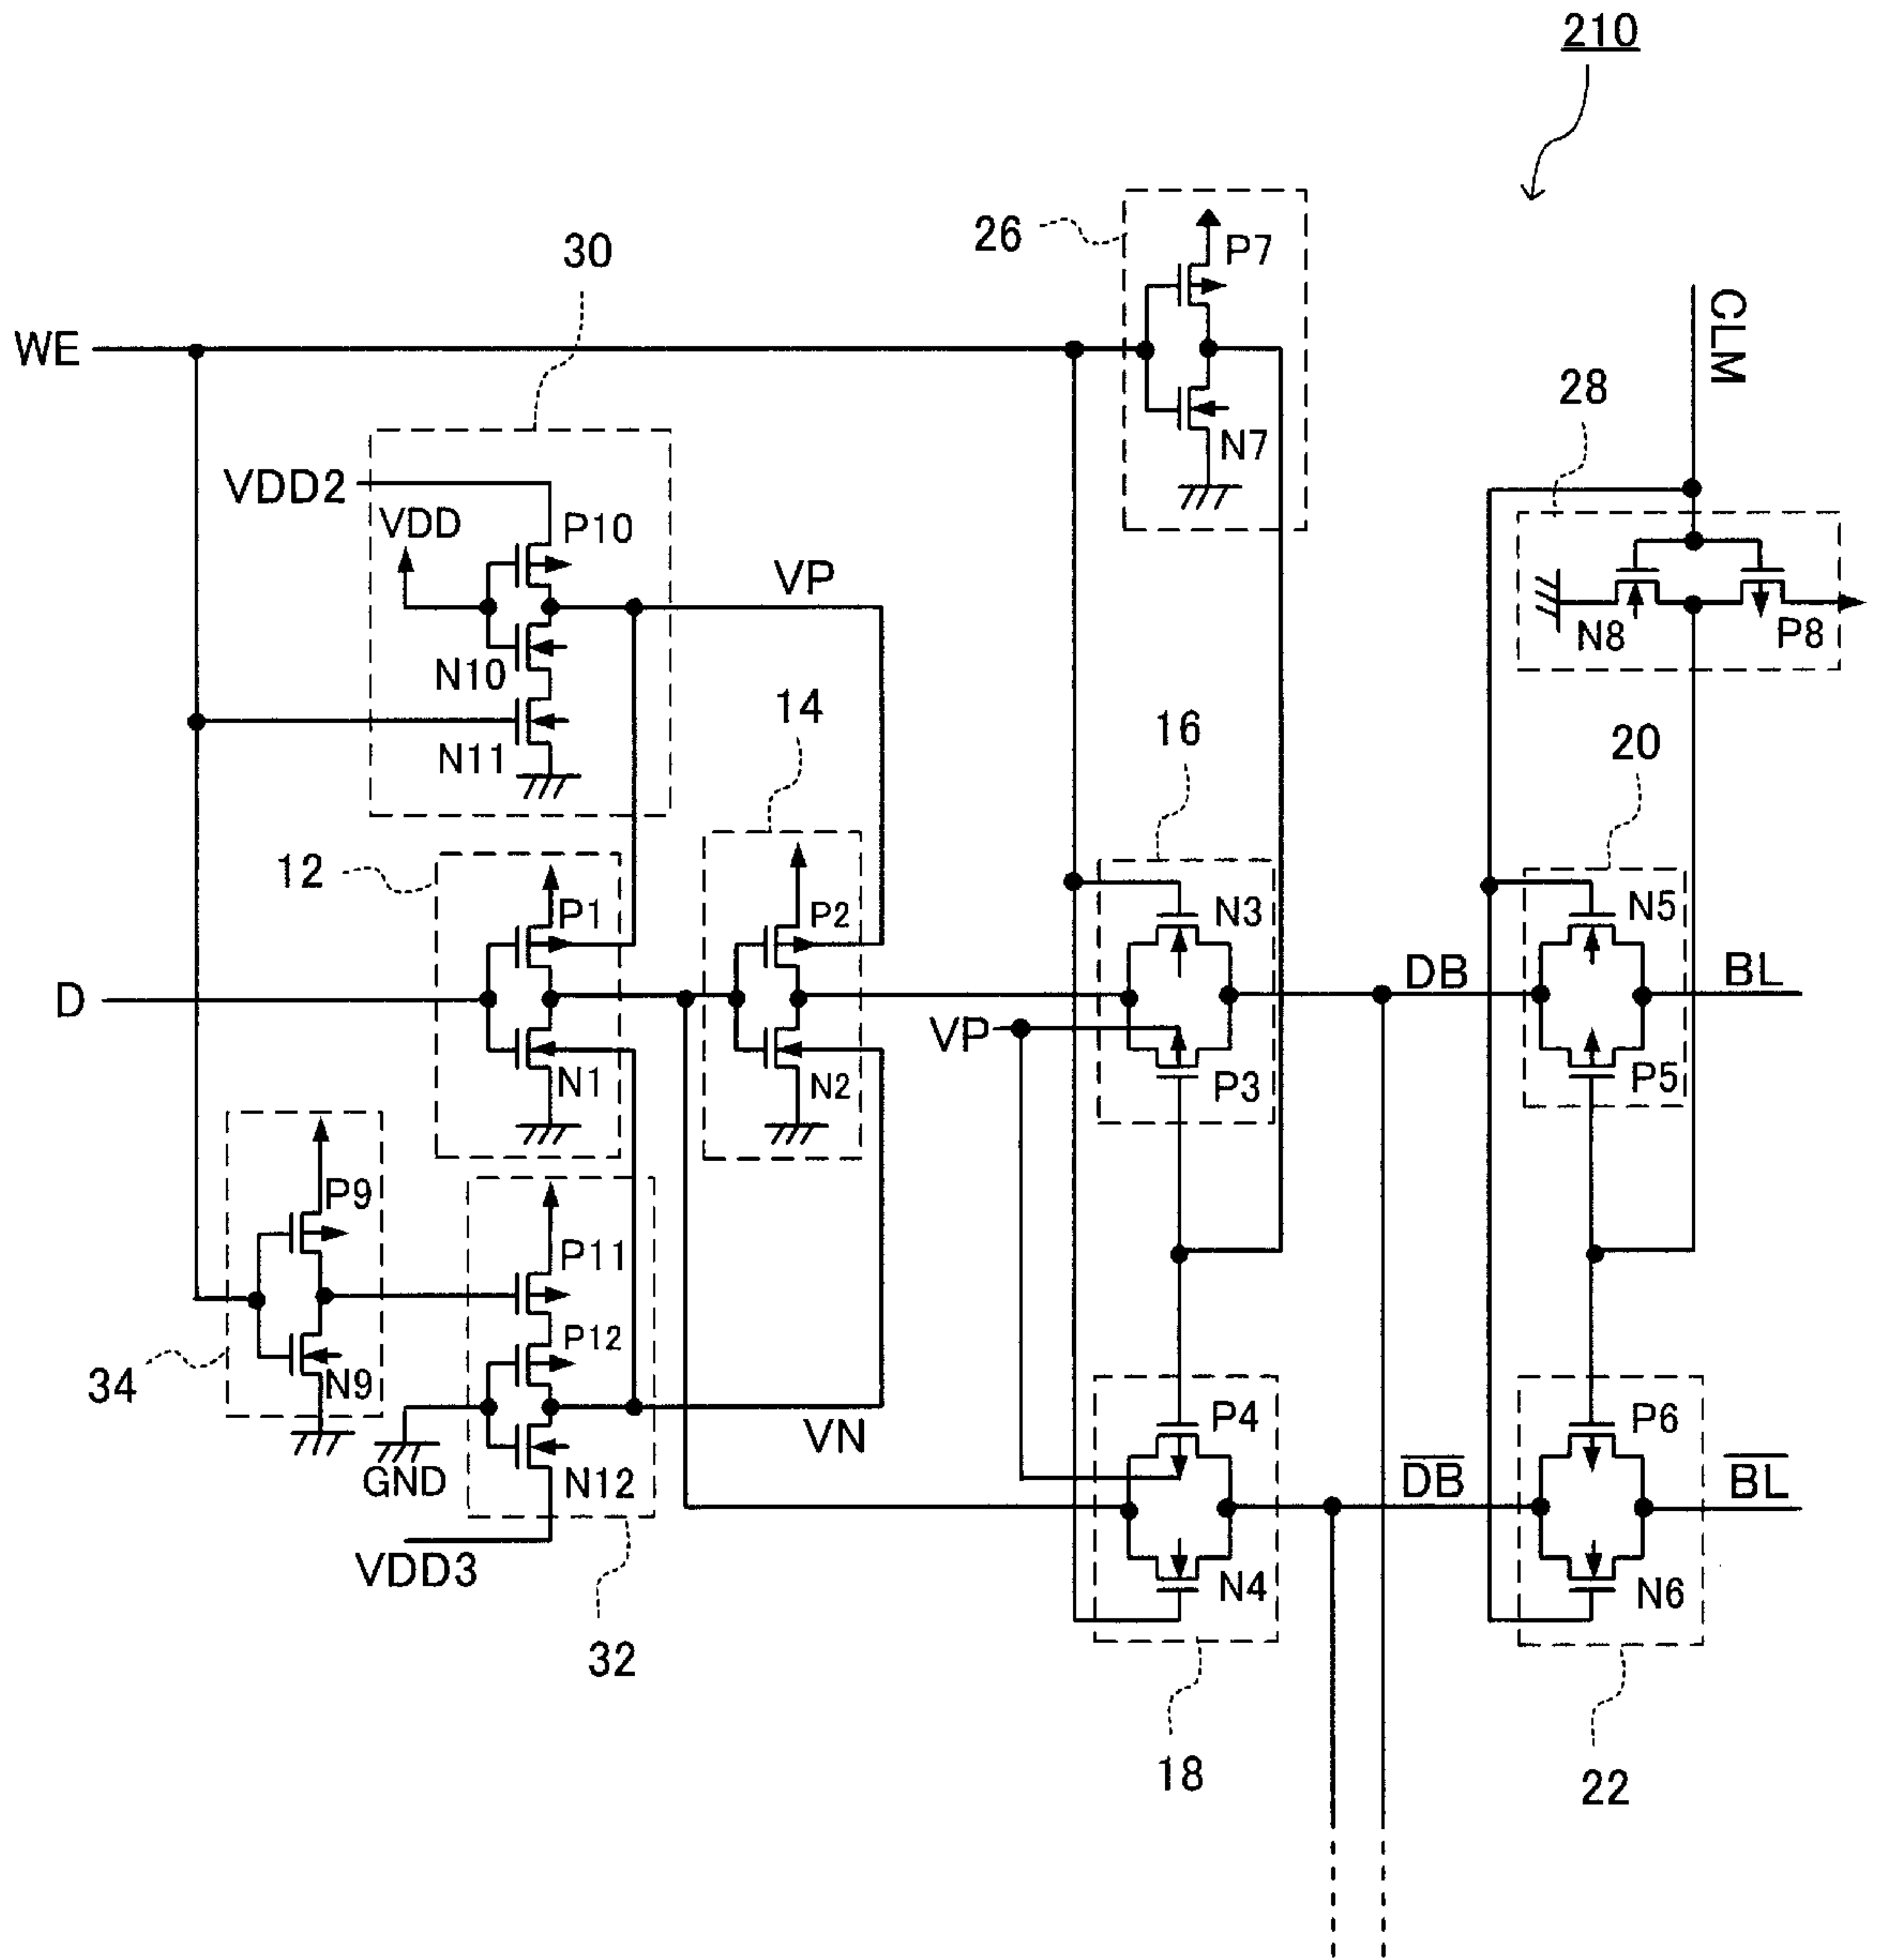 210
26
P7
30
CLM
WE
28
N7
VDD2
VDD
P10
VP
N8
P8
N10
14
16
20
N11
12
P1
P2
N3
N5
D
DB
BL
VP
N1
N2
P3
P5
P9
P11
P12
34
N9
VN
P4
P6
GND
N12
DB
BL
VDD3
N4
N6
32
18
22